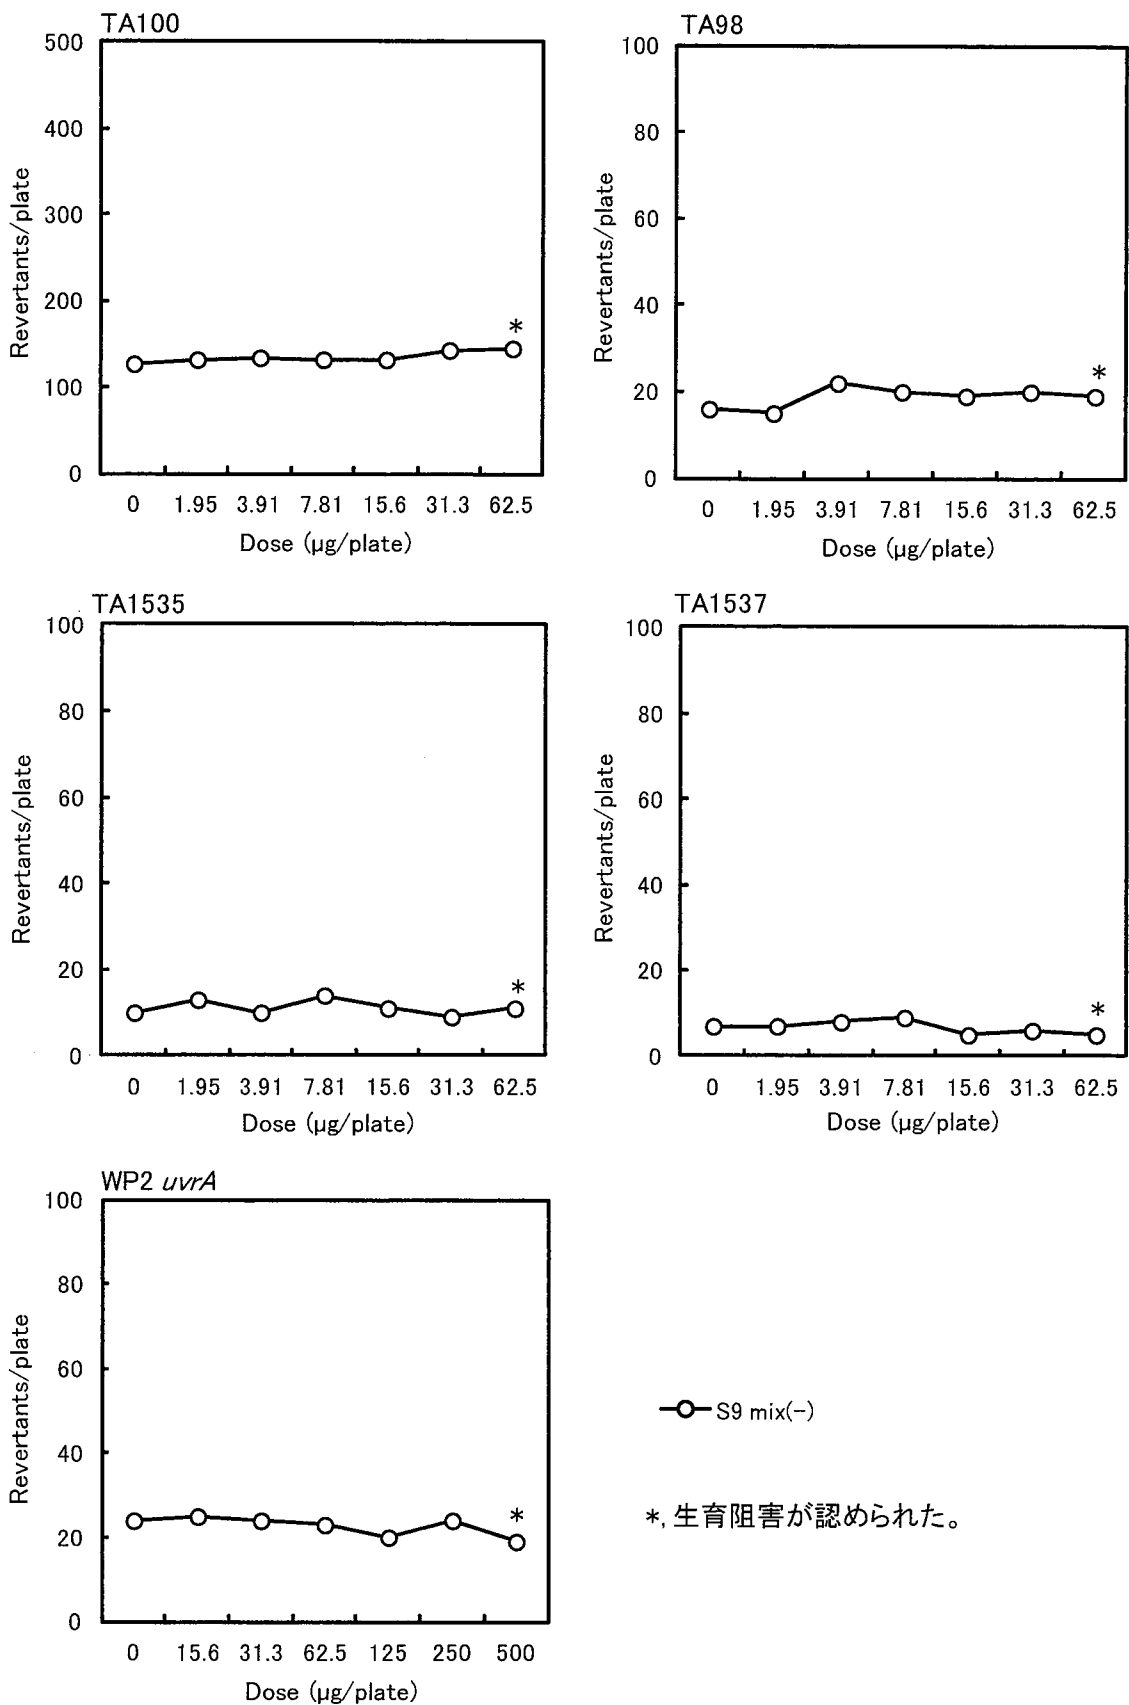 TA100
500
400
300
200
100
0
Revertants/plate
*
0 1.95 3.91 7.81 15.6 31.3 62.5
Dose (µg/plate)
TA98
100
80
60
40
20
0
Revertants/plate
*
0 1.95 3.91 7.81 15.6 31.3 62.5
Dose (µg/plate)
TA1535
100
80
60
40
20
0
Revertants/plate
*
0 1.95 3.91 7.81 15.6 31.3 62.5
Dose (µg/plate)
TA1537
100
80
60
40
20
0
Revertants/plate
*
0 1.95 3.91 7.81 15.6 31.3 62.5
Dose (µg/plate)
WP2 uvrA
100
80
60
40
20
0
Revertants/plate
*
0 15.6 31.3 62.5 125 250 500
Dose (µg/plate)
S9 mix(-)
*, 生育阻害が認められた。